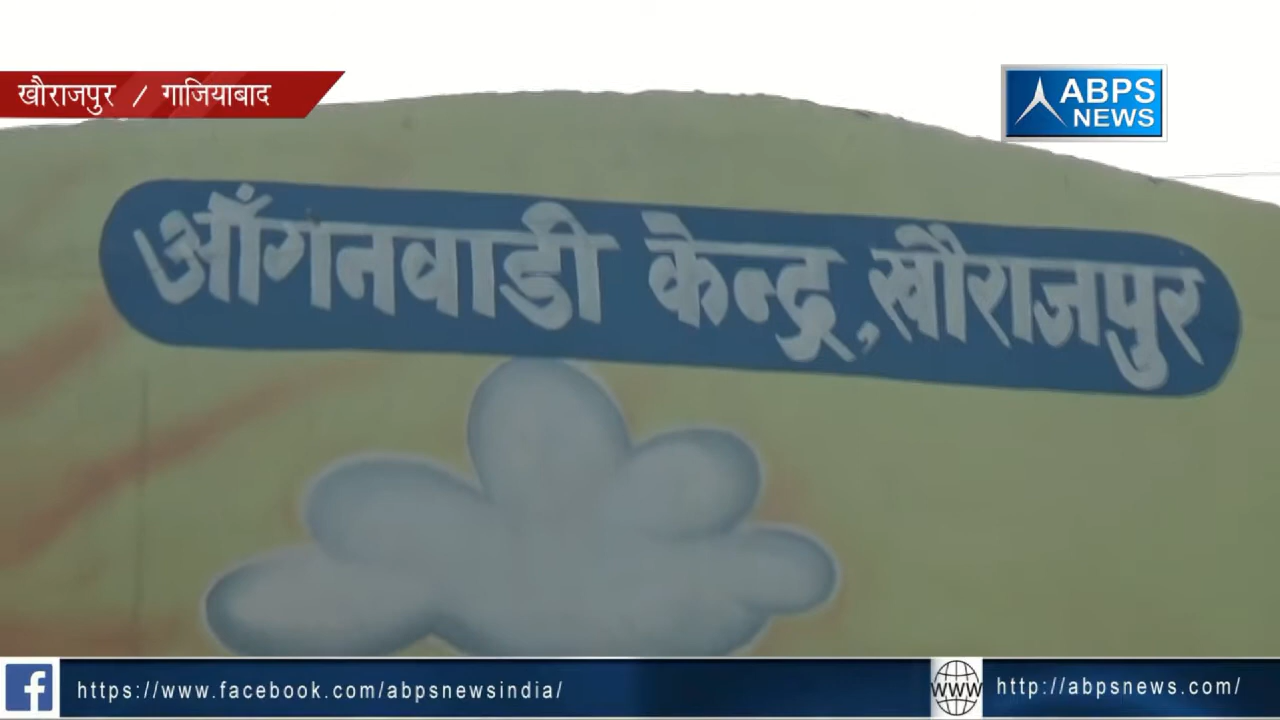 खौराजपुर / गाजियाबाद
ABPS
NEWS
आँगनवाडी केन्द्र, खौराजपुर
https://www.facebook.com/abpsnewsindia/
WWW
http://abpsnews.com/